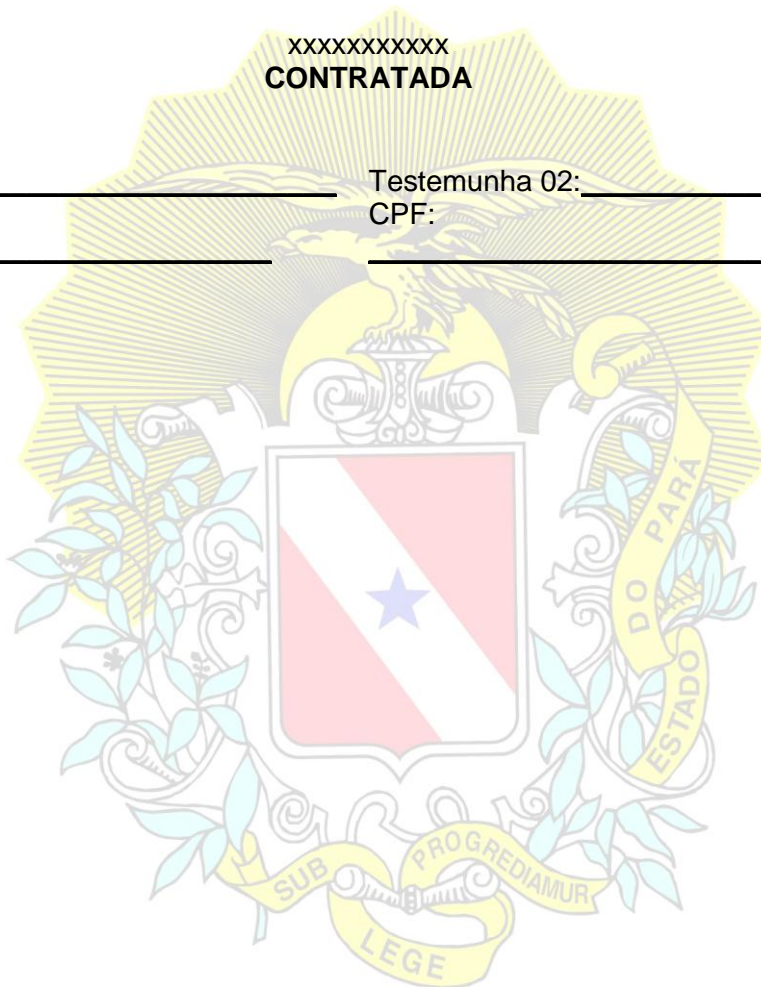 xxxxxxxxxxx
CONTRATADA
Testemunha 02:
CPF:
ESTADO DO PARÁ
SUB LEGE PROGREDIAMUR